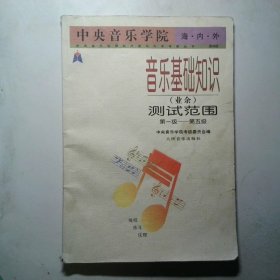 中央音乐学院
海·内·外
音乐基础知识
(业余)
测试范围
第一级——第五级
中央音乐学院考级委员会编
人民音乐出版社